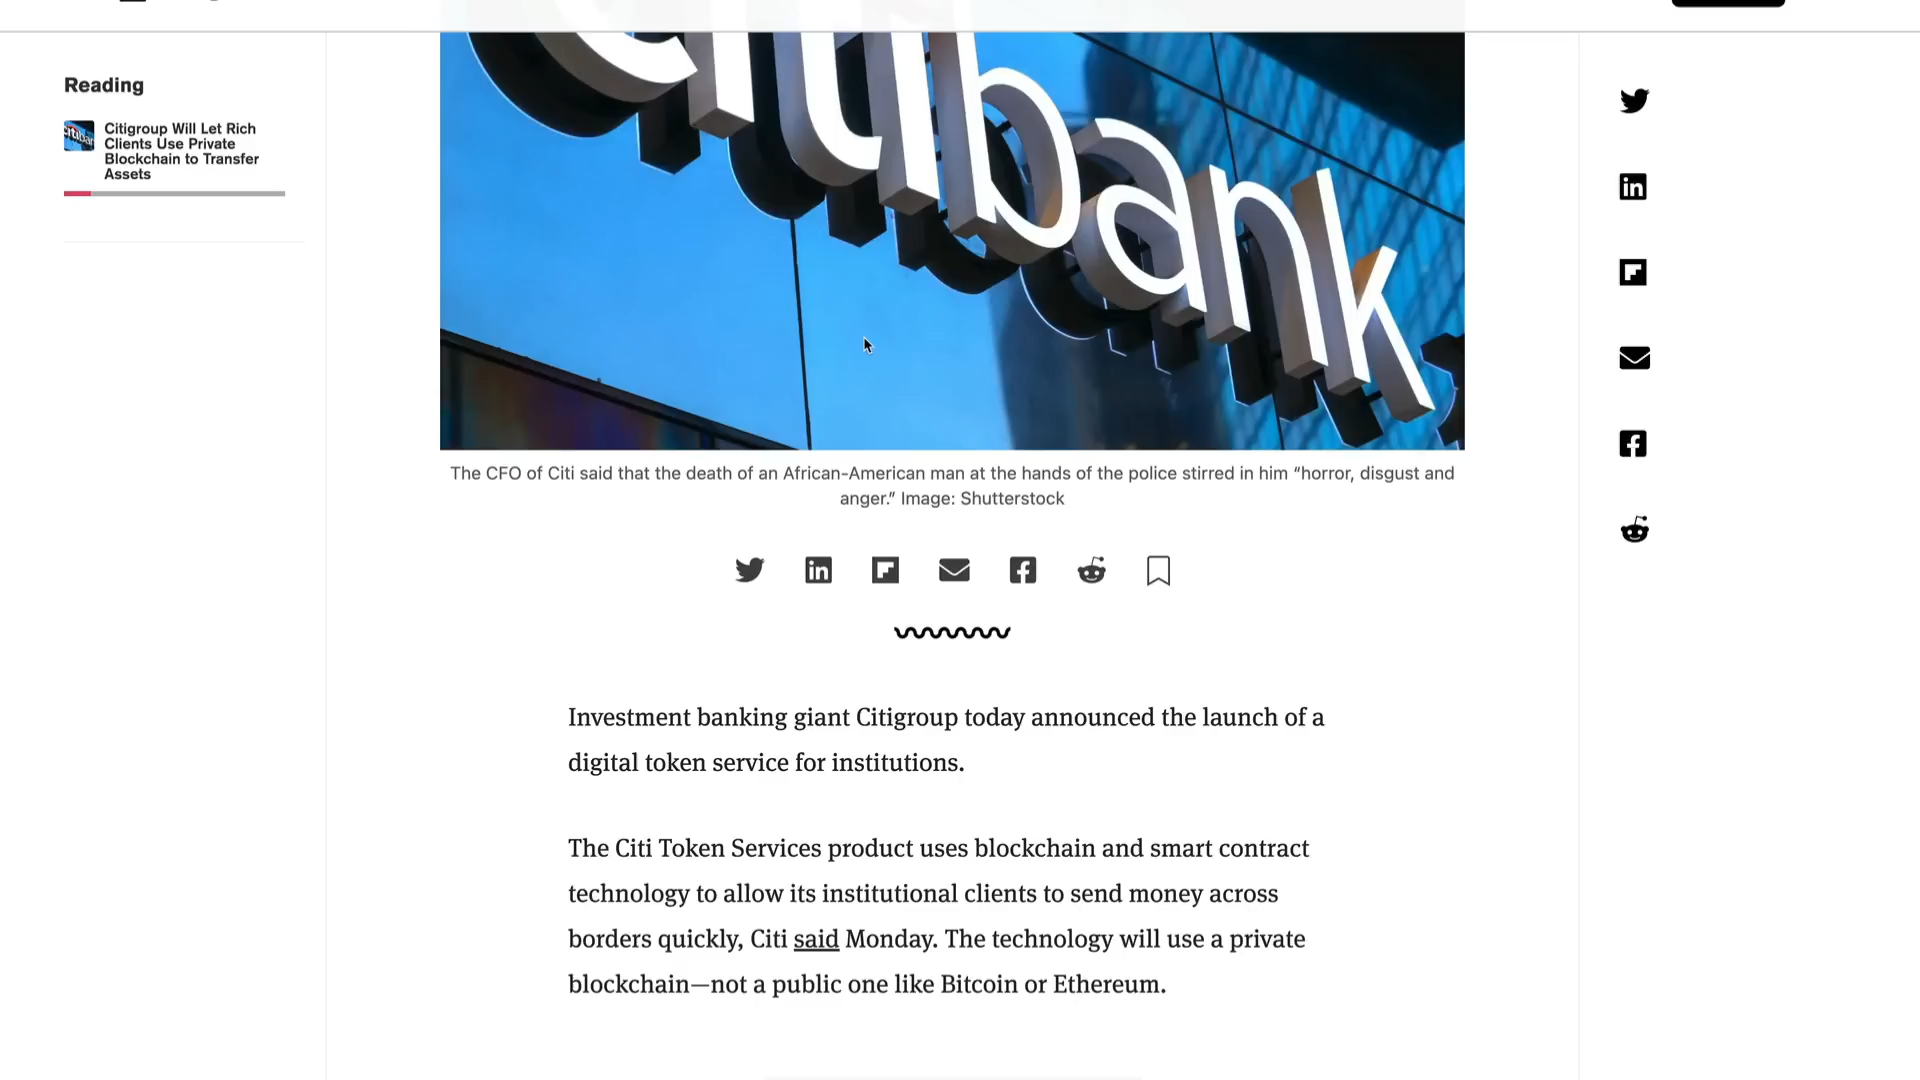 Reading
Citigroup Will Let Rich
Clients Use Private
Blockchain to Transfer
Assets
citibank
The CFO of Citi said that the death of an African-American man at the hands of the police stirred in him “horror, disgust and
anger.” Image: Shutterstock
Investment banking giant Citigroup today announced the launch of a
digital token service for institutions.
The Citi Token Services product uses blockchain and smart contract
technology to allow its institutional clients to send money across
borders quickly, Citi said Monday. The technology will use a private
blockchain—not a public one like Bitcoin or Ethereum.